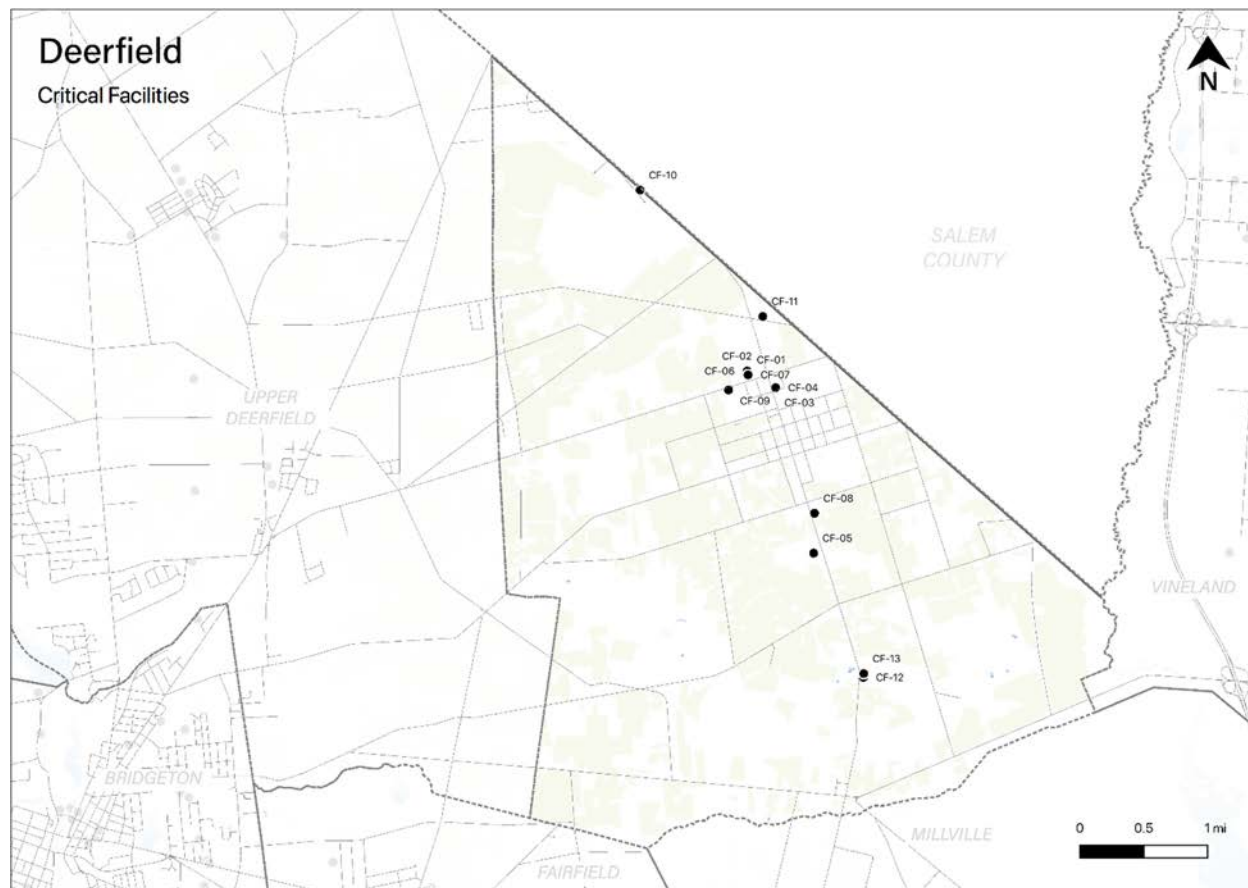 Deerfield
Critical Facilities
N
CF-10
SALEM
COUNTY
CF-11
CF-02
CF-01
CF-06
CF-07
CF-04
CF-09
CF-03
UPPER
DEERFIELD
CF-08
CF-05
VINELAND
CF-13
CF-12
BRIDGETON
MILLVILLE
FAIRFIELD
0
0.5
1 mi